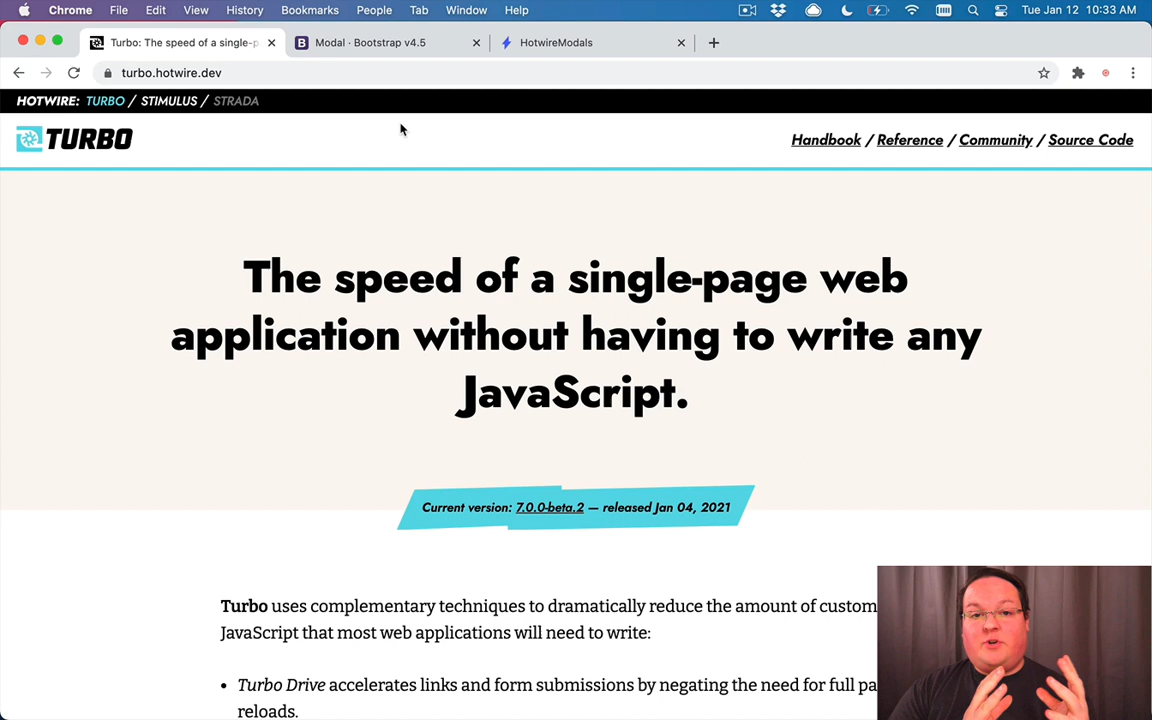 Chrome File Edit View History Bookmarks People Tab Window Help Tue Jan 12 10:33 AM
Turbo: The speed of a single-p Modal · Bootstrap v4.5 HotwireModals
turbo.hotwire.dev
HOTWIRE: TURBO / STIMULUS / STRADA
TURBO Handbook / Reference / Community / Source Code
The speed of a single-page web
application without having to write any
JavaScript.
Current version: 7.0.0-beta.2 — released Jan 04, 2021
Turbo uses complementary techniques to dramatically reduce the amount of custom
JavaScript that most web applications will need to write:
• Turbo Drive accelerates links and form submissions by negating the need for full pa
reloads.